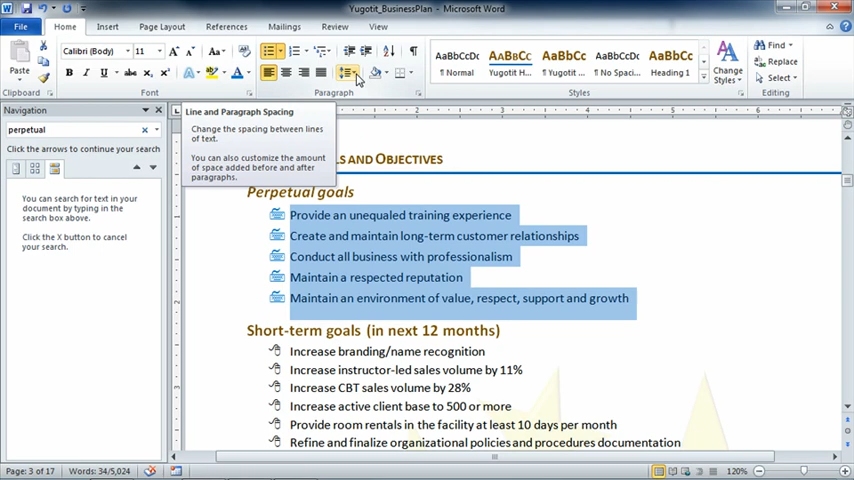 Yugotit_BusinessPlan - Microsoft Word
File Home Insert Page Layout References Mailings Review View
Calibri (Body) 11
Paste
AaBbCcDc AaBbCc AaBbCc AaBbCcDc AaBbCc
¶ Normal Yugotit H... ¶ Yugotit ... ¶ No Spaci... Heading 1
Change Styles
Find
Replace
Select
Clipboard Font Paragraph Styles Editing
Navigation
perpetual
Click the arrows to continue your search
You can search for text in your
document by typing in the
search box above.
Click the X button to cancel
your search.
Line and Paragraph Spacing
Change the spacing between lines
of text.
You can also customize the amount
of space added before and after
paragraphs.
LS AND OBJECTIVES
Perpetual goals
Provide an unequaled training experience
Create and maintain long-term customer relationships
Conduct all business with professionalism
Maintain a respected reputation
Maintain an environment of value, respect, support and growth
Short-term goals (in next 12 months)
Increase branding/name recognition
Increase instructor-led sales volume by 11%
Increase CBT sales volume by 28%
Increase active client base to 500 or more
Provide room rentals in the facility at least 10 days per month
Refine and finalize organizational policies and procedures documentation
Page: 3 of 17 Words: 34/5,024 120%